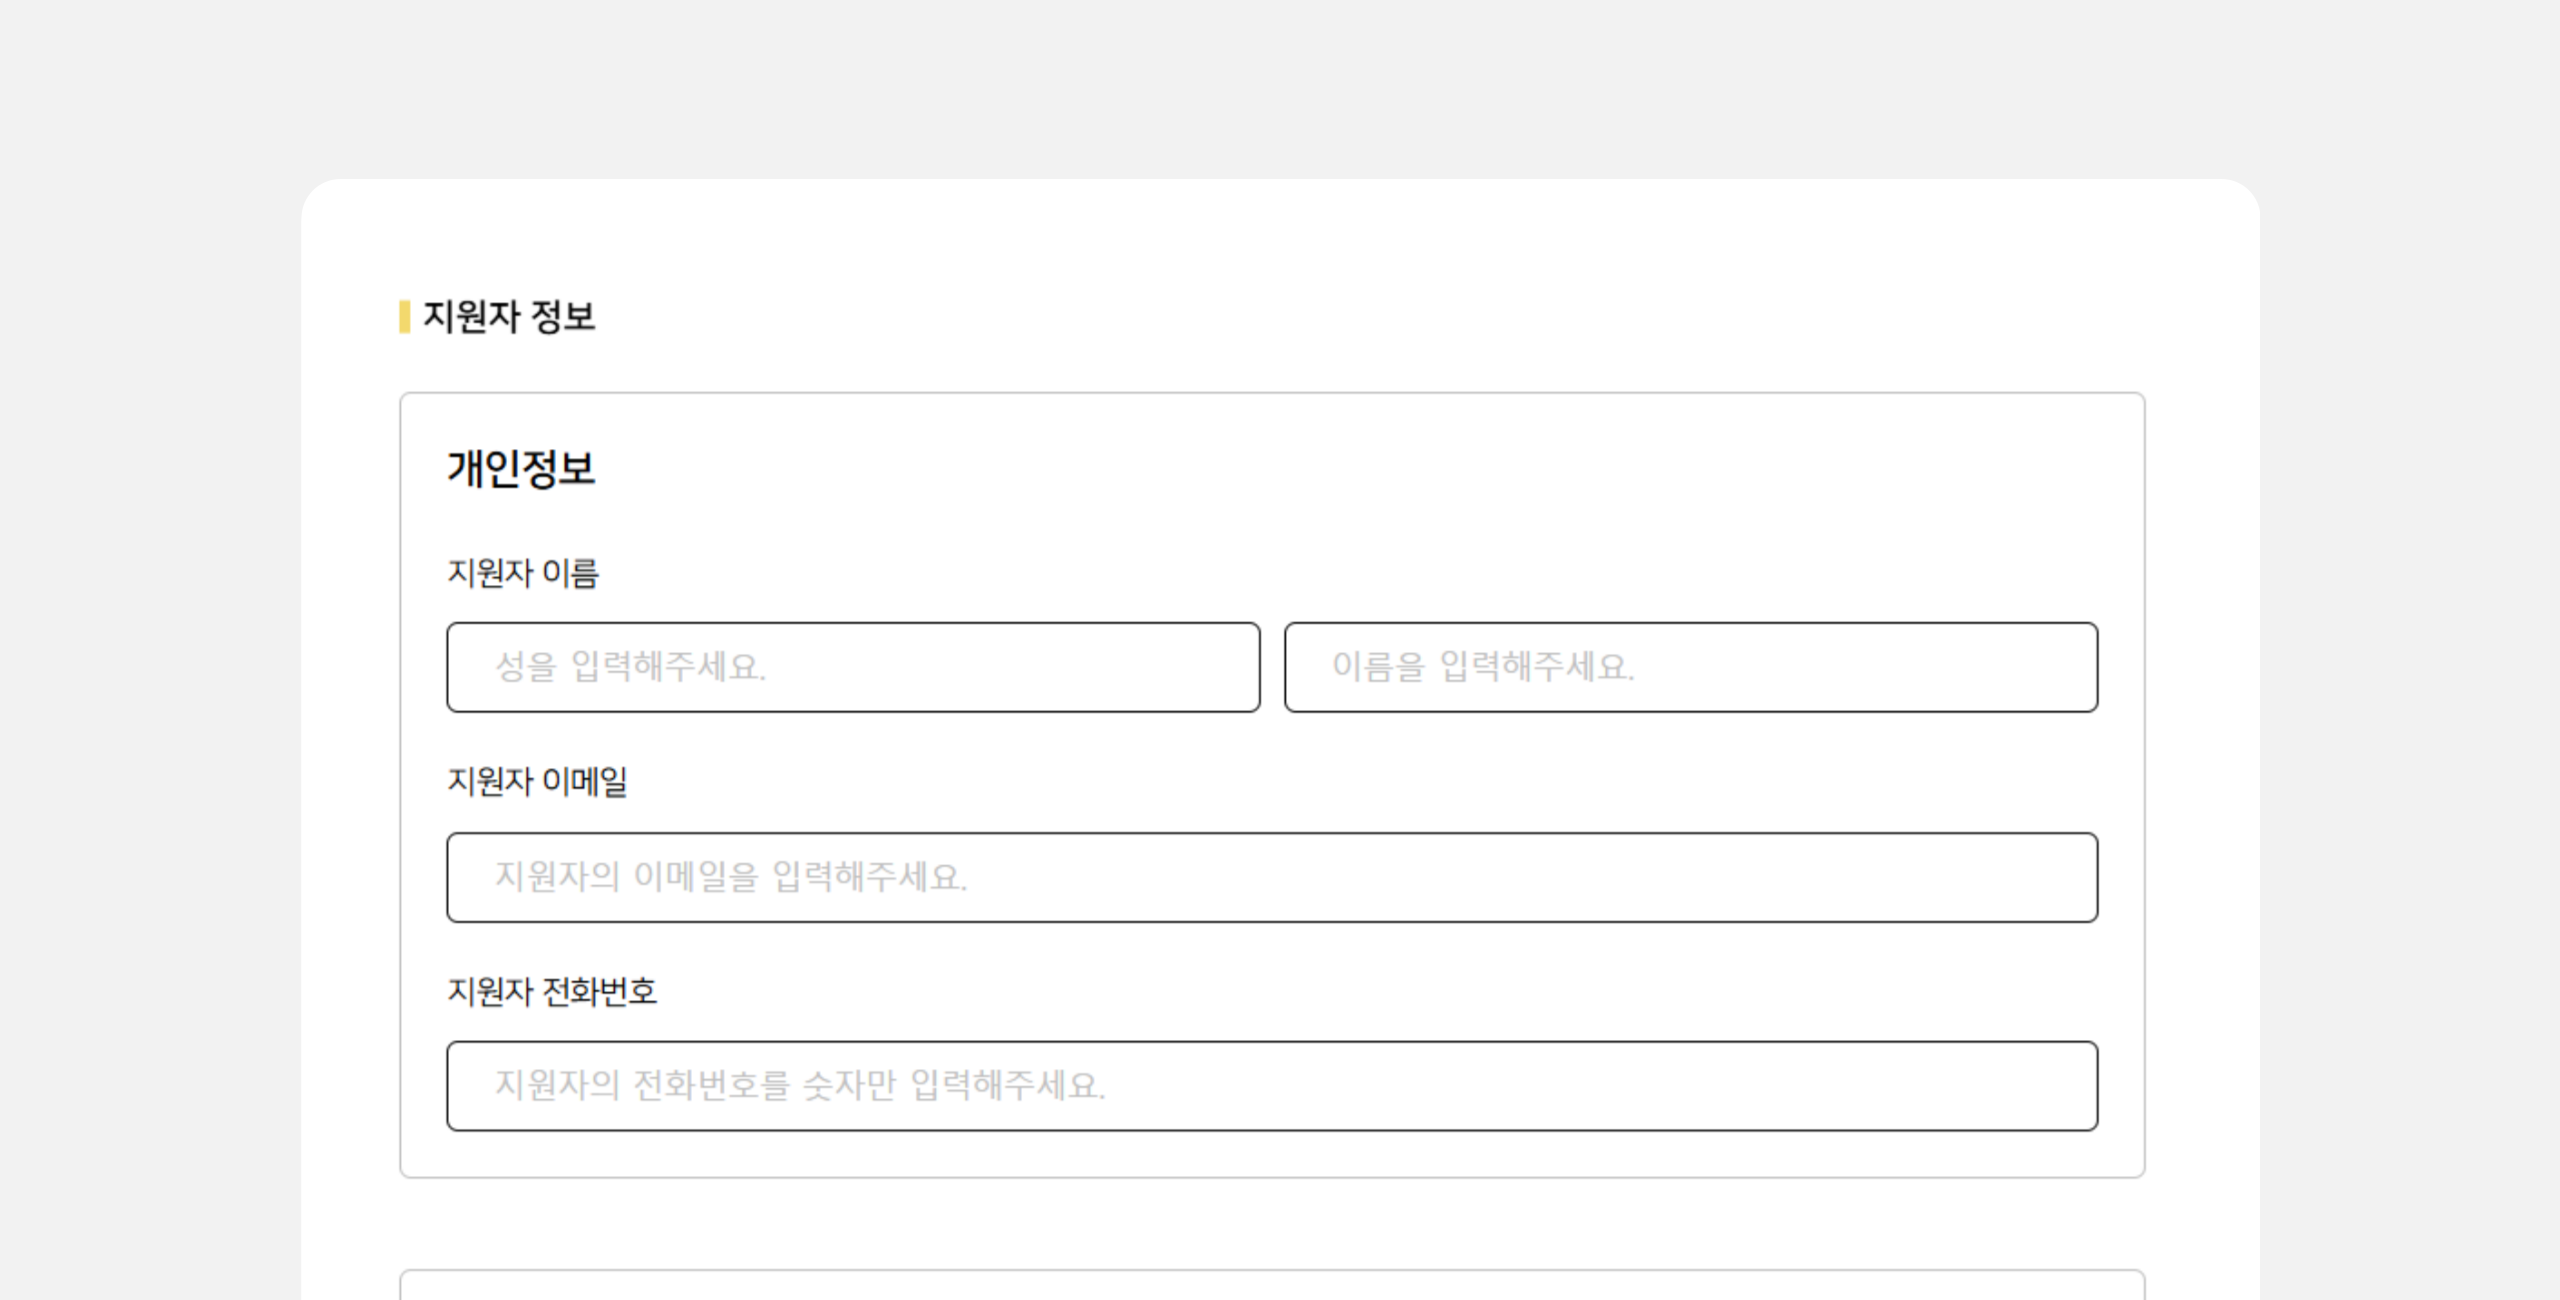 지원자 정보
개인정보
지원자 이름
성을 입력해주세요. 이름을 입력해주세요.
지원자 이메일
지원자의 이메일을 입력해주세요.
지원자 전화번호
지원자의 전화번호를 숫자만 입력해주세요.